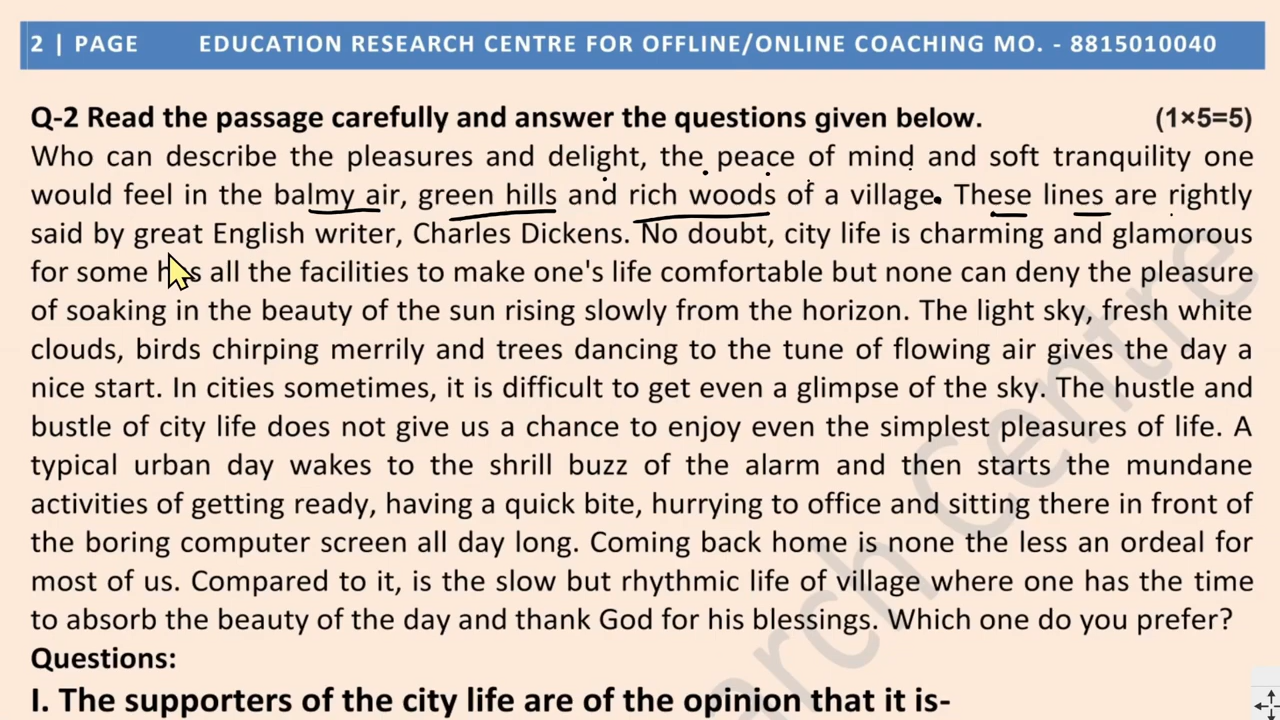 2 | PAGE EDUCATION RESEARCH CENTRE FOR OFFLINE/ONLINE COACHING MO. - 8815010040
Q-2 Read the passage carefully and answer the questions given below. (1×5=5)
Who can describe the pleasures and delight, the peace of mind and soft tranquility one
would feel in the balmy air, green hills and rich woods of a village. These lines are rightly
said by great English writer, Charles Dickens. No doubt, city life is charming and glamorous
for some has all the facilities to make one's life comfortable but none can deny the pleasure
of soaking in the beauty of the sun rising slowly from the horizon. The light sky, fresh white
clouds, birds chirping merrily and trees dancing to the tune of flowing air gives the day a
nice start. In cities sometimes, it is difficult to get even a glimpse of the sky. The hustle and
bustle of city life does not give us a chance to enjoy even the simplest pleasures of life. A
typical urban day wakes to the shrill buzz of the alarm and then starts the mundane
activities of getting ready, having a quick bite, hurrying to office and sitting there in front of
the boring computer screen all day long. Coming back home is none the less an ordeal for
most of us. Compared to it, is the slow but rhythmic life of village where one has the time
to absorb the beauty of the day and thank God for his blessings. Which one do you prefer?
Questions:
I. The supporters of the city life are of the opinion that it is-